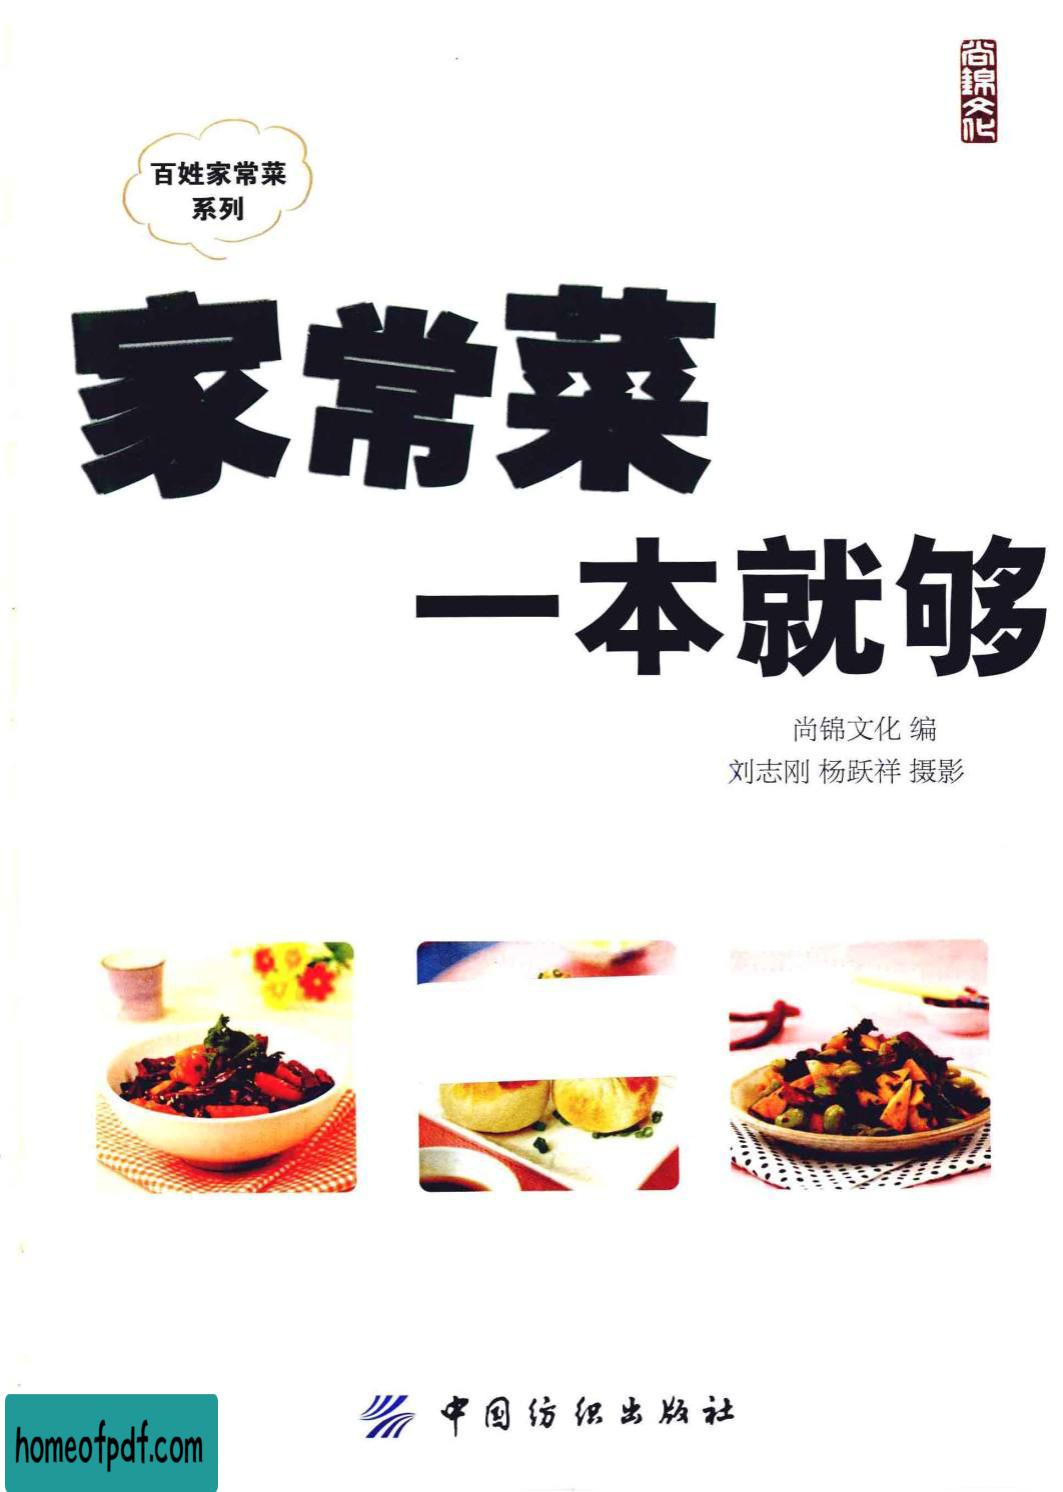 尚錦文化
百姓家常菜
系列
家常菜
一本就够
尚锦文化 编
刘志刚 杨跃祥 摄影
中国纺织出版社
homeofpdf.com